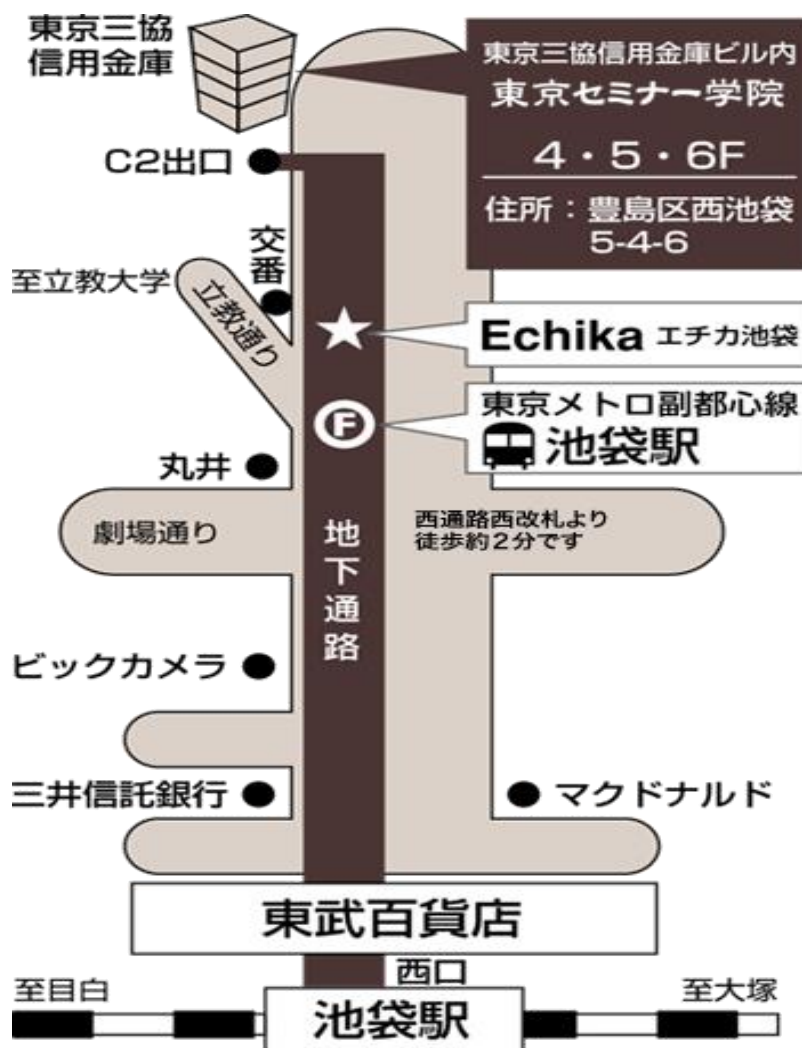 東京三協
信用金庫
東京三協信用金庫ビル内
東京セミナー学院
4・5・6F
住所：豊島区西池袋
5-4-6
C2出口
交番
至立教大学
立教通り
Echika エチカ池袋
東京メトロ副都心線
池袋駅
F
丸井
劇場通り
地下通路
西通路西改札より
徒歩約2分です
ビックカメラ
三井信託銀行
マクドナルド
東武百貨店
西口
至目白
池袋駅
至大塚